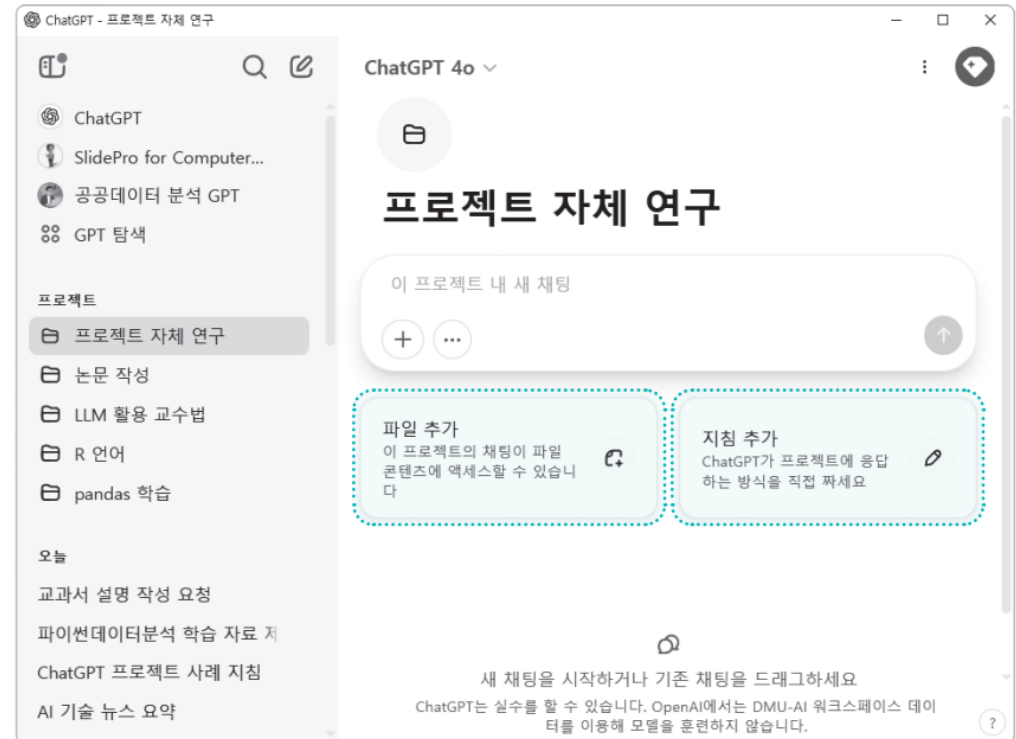 ChatGPT - 프로젝트 자체 연구
ChatGPT
SlidePro for Computer...
공공데이터 분석 GPT
GPT 탐색
프로젝트
프로젝트 자체 연구
논문 작성
LLM 활용 교수법
R 언어
pandas 학습
오늘
교과서 설명 작성 요청
파이썬데이터분석 학습 자료 제
ChatGPT 프로젝트 사례 지침
AI 기술 뉴스 요약
ChatGPT 4o
프로젝트 자체 연구
이 프로젝트 내 새 채팅
파일 추가
이 프로젝트의 채팅이 파일
콘텐츠에 액세스할 수 있습니
다
지침 추가
ChatGPT가 프로젝트에 응답
하는 방식을 직접 짜세요
새 채팅을 시작하거나 기존 채팅을 드래그하세요
ChatGPT는 실수를 할 수 있습니다. OpenAI에서는 DMU-AI 워크스페이스 데이
터를 이용해 모델을 훈련하지 않습니다.
?